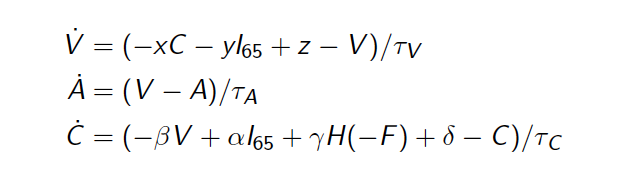 V̇ = (−xC − yI₆₅ + z − V)/τ_V
Ȧ = (V − A)/τ_A
Ċ = (−βV + αI₆₅ + γH(−F) + δ − C)/τ_C